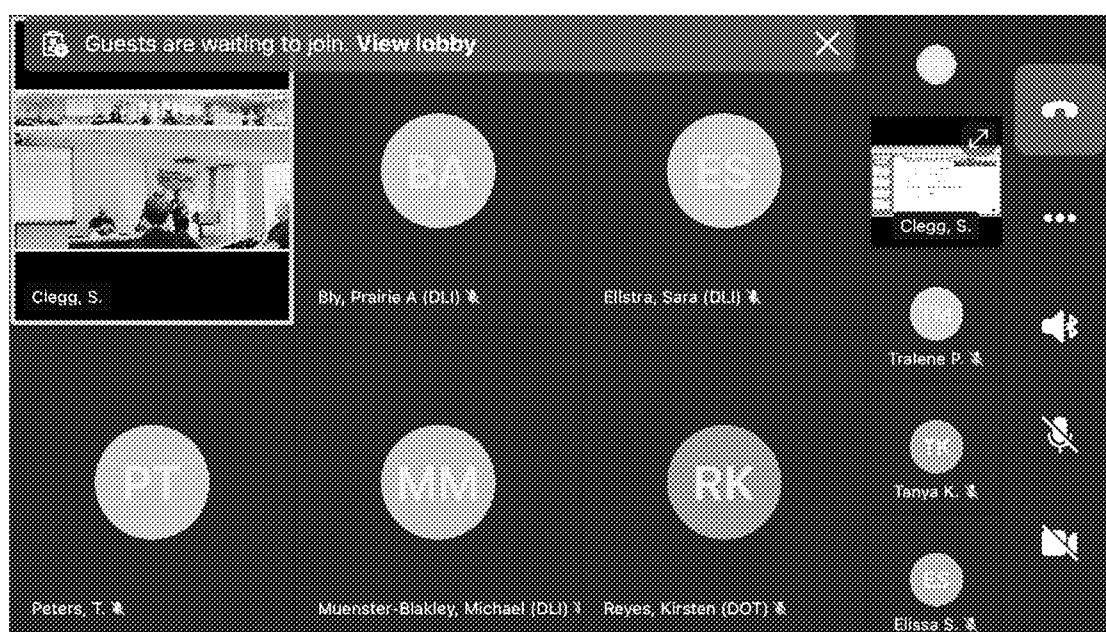 Guests are waiting to join. View lobby
BA
ES
Clegg, S.
Clegg, S.
Bly, Prairie A (DLI)
Ellstra, Sara (DLI)
Tralene P.
PT
MM
RK
TK
Tanya K.
ES
Peters, T.
Muenster-Blakley, Michael (DLI)
Reyes, Kirsten (DOT)
Elissa S.